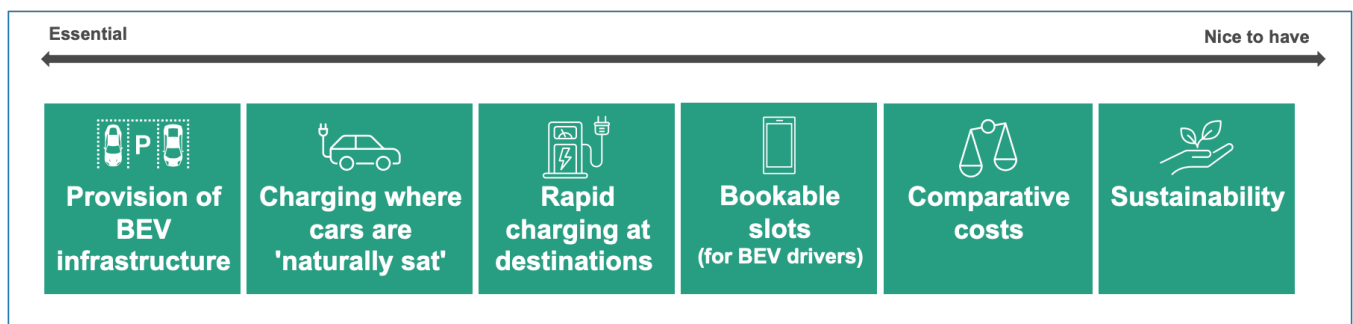 Essential
Nice to have
P
Provision of
BEV
infrastructure
Charging where
cars are
'naturally sat'
Rapid
charging at
destinations
Bookable
slots
(for BEV drivers)
Comparative
costs
Sustainability